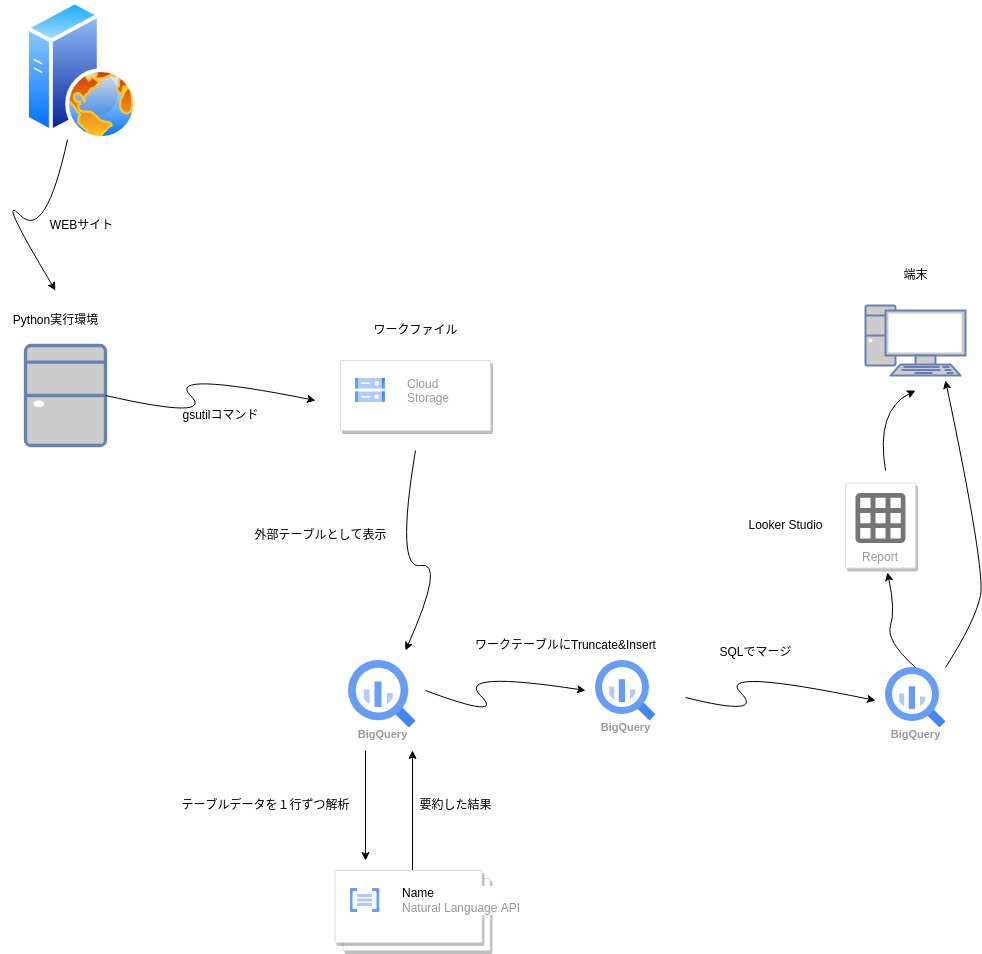 WEBサイト
端末
Python実行環境
ワークファイル
Cloud
Storage
gsutilコマンド
外部テーブルとして表示
Looker Studio
Report
ワークテーブルにTruncate&Insert
SQLでマージ
BigQuery
BigQuery
BigQuery
テーブルデータを１行ずつ解析
要約した結果
Name
Natural Language API